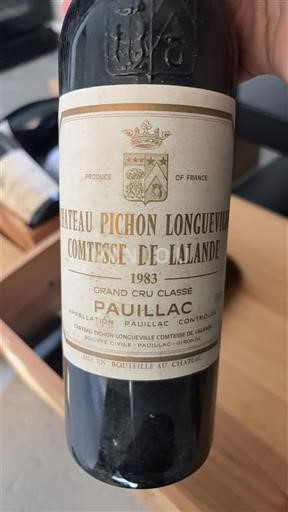 PRODUCE OF FRANCE
CHATEAU PICHON LONGUEVILLE
COMTESSE DE LALANDE
1983
GRAND CRU CLASSÉ
PAUILLAC
APPELLATION PAUILLAC CONTROLÉE
CHATEAU PICHON LONGUEVILLE COMTESSE DE LALANDE
SOCIÉTÉ CIVILE - PAUILLAC - GIRONDE
MIS EN BOUTEILLE AU CHATEAU